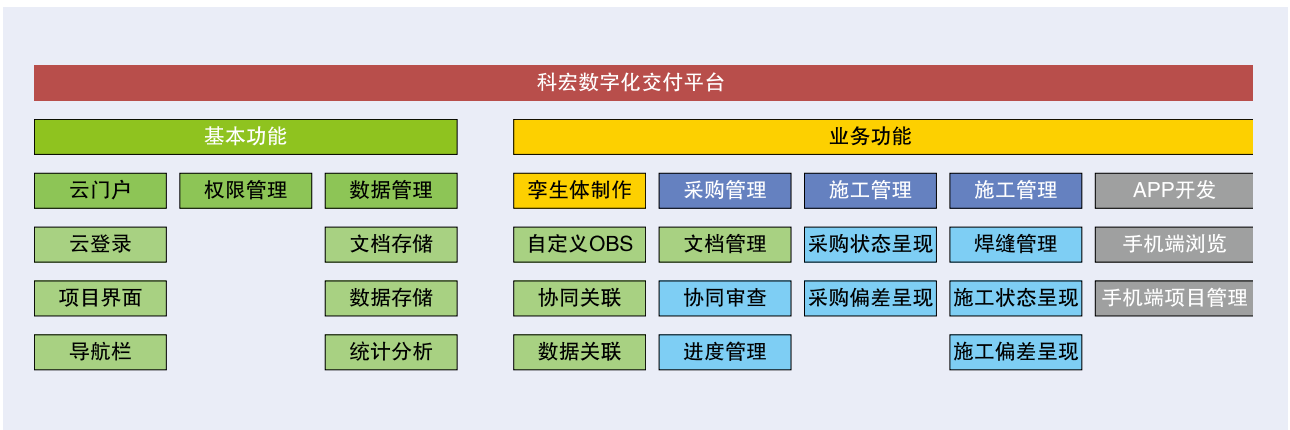 科宏数字化交付平台
基本功能
业务功能
云门户
权限管理
数据管理
孪生体制作
采购管理
施工管理
施工管理
APP开发
云登录
文档存储
自定义OBS
文档管理
采购状态呈现
焊缝管理
手机端浏览
项目界面
数据存储
协同关联
协同审查
采购偏差呈现
施工状态呈现
手机端项目管理
导航栏
统计分析
数据关联
进度管理
施工偏差呈现